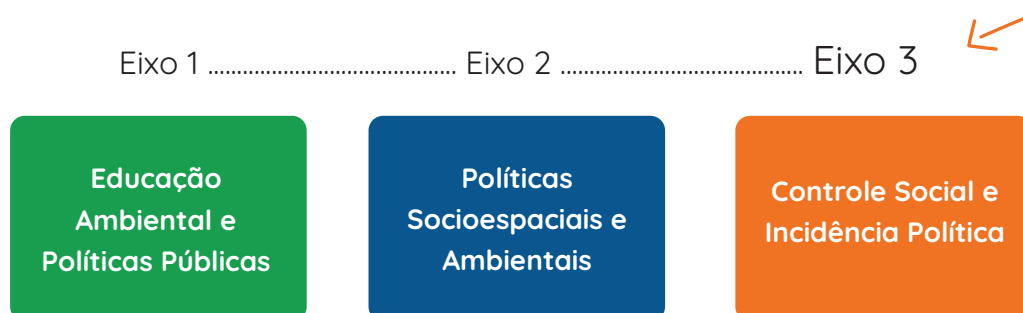 Eixo 1 ........................................... Eixo 2 .......................................... Eixo 3
Educação
Ambiental e
Políticas Públicas
Políticas
Socioespaciais e
Ambientais
Controle Social e
Incidência Política